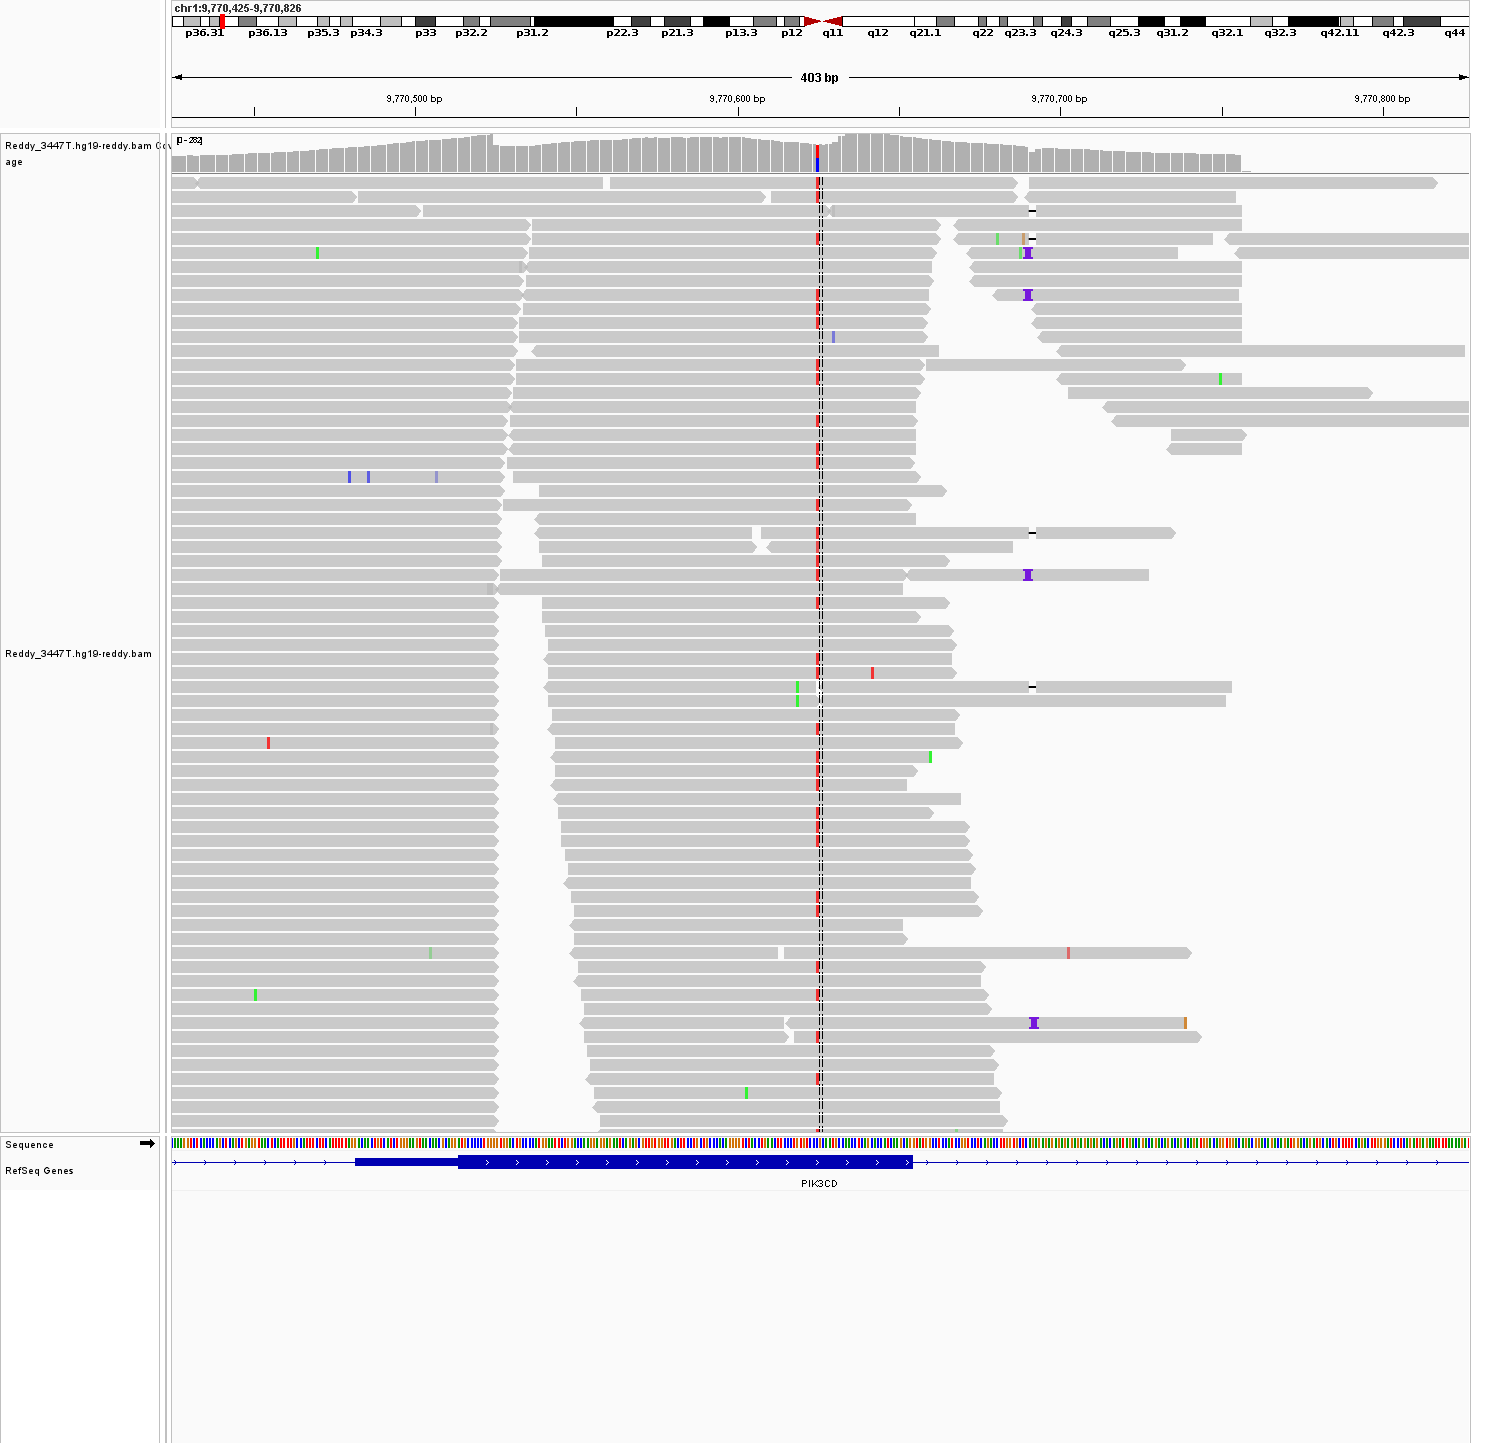 chr1:9,770,425-9,770,826
p36.31 p36.13 p35.3 p34.3 p33 p32.2 p31.2 p22.3 p21.3 p13.3 p12 q11 q12 q21.1 q22 q23.3 q24.3 q25.3 q31.2 q32.1 q32.3 q42.11 q42.3 q44
403 bp
9,770,500 bp 9,770,600 bp 9,770,700 bp 9,770,800 bp
[0 - 282]
Reddy_3447T.hg19-reddy.bam Cov
age
Reddy_3447T.hg19-reddy.bam
Sequence
RefSeq Genes
PIK3CD